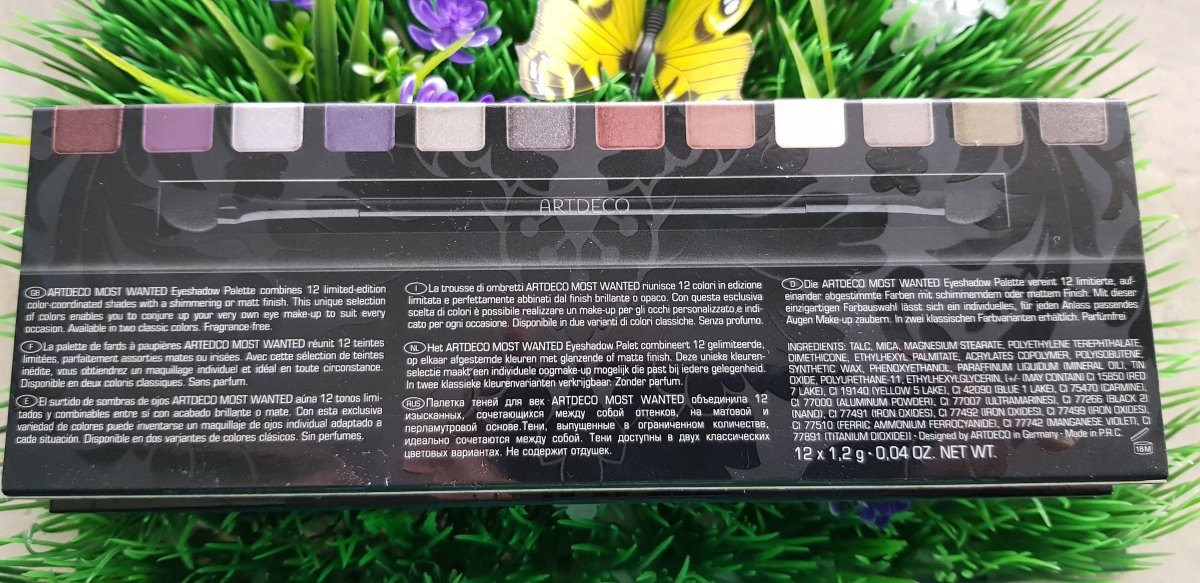 ARTDECO
GB ARTDECO MOST WANTED Eyeshadow Palette combines 12 limited-edition
color-coordinated shades with a shimmering or matt finish. This unique selection
of colors enables you to conjure up your very own eye make-up to suit every
occasion. Available in two classic colors. Fragrance-free.
F La palette de fards à paupières ARTEDCO MOST WANTED réunit 12 teintes
limitées, parfaitement assorties mates ou irisées. Avec cette sélection de teintes
inédite, vous obtiendrez un maquillage individuel et idéal en toute circonstance.
Disponible en deux coloris classiques. Sans parfum.
E El surtido de sombras de ojos ARTDECO MOST WANTED aúna 12 tonos limi-
tados y combinables entre sí con acabado brillante o mate. Con esta exclusiva
variedad de colores puede inventarse un maquillaje de ojos individual adaptado a
cada situación. Disponible en dos variantes de colores clásicos. Sin perfumes.
I La trousse di ombretti ARTDECO MOST WANTED riunisce 12 colori in edizione
limitata e perfettamente abbinati dal finish brillante o opaco. Con questa esclusiva
scelta di colori è possibile realizzare un make-up per gli occhi personalizzato e indi-
cato per ogni occasione. Disponibile in due varianti di colori classiche. Senza profumo.
NL Het ARTDECO MOST WANTED Eyeshadow Palet combineert 12 gelimiteerde,
op elkaar afgestemde kleuren met glanzende of matte finish. Deze unieke kleuren-
selectie maakt een individuele oogmake-up mogelijk die past bij iedere gelegenheid.
In twee klassieke kleurenvarianten verkrijgbaar. Zonder parfum.
RUS Палетка теней для век ARTDECO MOST WANTED объединила 12
изысканных, сочетающихся между собой оттенков, на матовой и
перламутровой основе. Тени, выпущенные в ограниченном количестве,
идеально сочетаются между собой. Тени доступны в двух классических
цветовых вариантах. Не содержит отдушек.
D Die ARTDECO MOST WANTED Eyeshadow Palette vereint 12 limitierte, auf-
einander abgestimmte Farben mit schimmerndem oder mattem Finish. Mit dieser
einzigartigen Farbauswahl lässt sich ein individuelles, für jeden Anlass passendes
Augen Make-up zaubern. In zwei klassischen Farbvarianten erhältlich. Parfümfrei
INGREDIENTS: TALC, MICA, MAGNESIUM STEARATE, POLYETHYLENE TEREPHTHALATE,
DIMETHICONE, ETHYLHEXYL PALMITATE, ACRYLATES COPOLYMER, POLYISOBUTENE,
SYNTHETIC WAX, PHENOXYETHANOL, PARAFFINUM LIQUIDUM (MINERAL OIL), TIN
OXIDE, POLYURETHANE-11, ETHYLHEXYLGLYCERIN, [+/- (MAY CONTAIN) CI 15850 (RED
7 LAKE), CI 19140 (YELLOW 5 LAKE), CI 42090 (BLUE 1 LAKE), CI 75470 (CARMINE),
CI 77000 (ALUMINUM POWDER), CI 77007 (ULTRAMARINES), CI 77266 (BLACK 2)
(NANO), CI 77491 (IRON OXIDES), CI 77492 (IRON OXIDES), CI 77499 (IRON OXIDES),
CI 77510 (FERRIC AMMONIUM FERROCYANIDE), CI 77742 (MANGANESE VIOLET), CI
77891 (TITANIUM DIOXIDE)] · Designed by ARTDECO in Germany · Made in P.R.C.
12 x 1,2 g · 0.04 OZ. NET WT.
18M